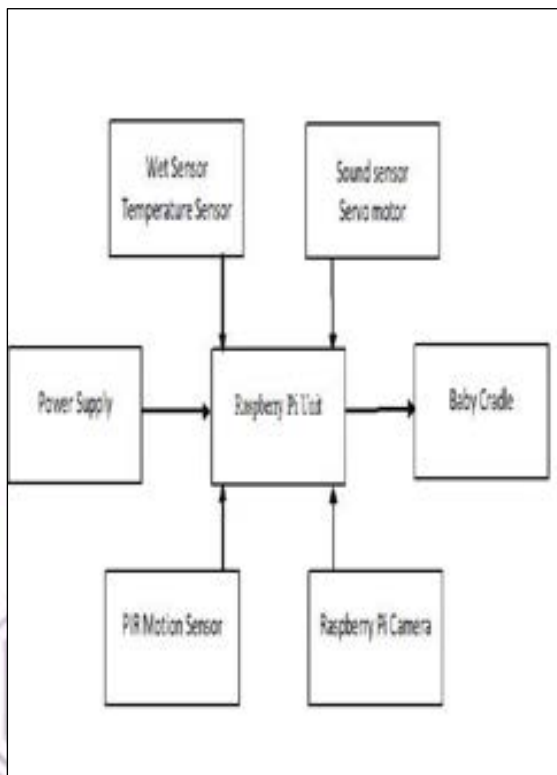 Wet Sensor
Temperature Sensor
Sound sensor
Servo motor
Power Supply
Raspberry Pi Unit
Baby Cradle
PIR Motion Sensor
Raspberry Pi Camera